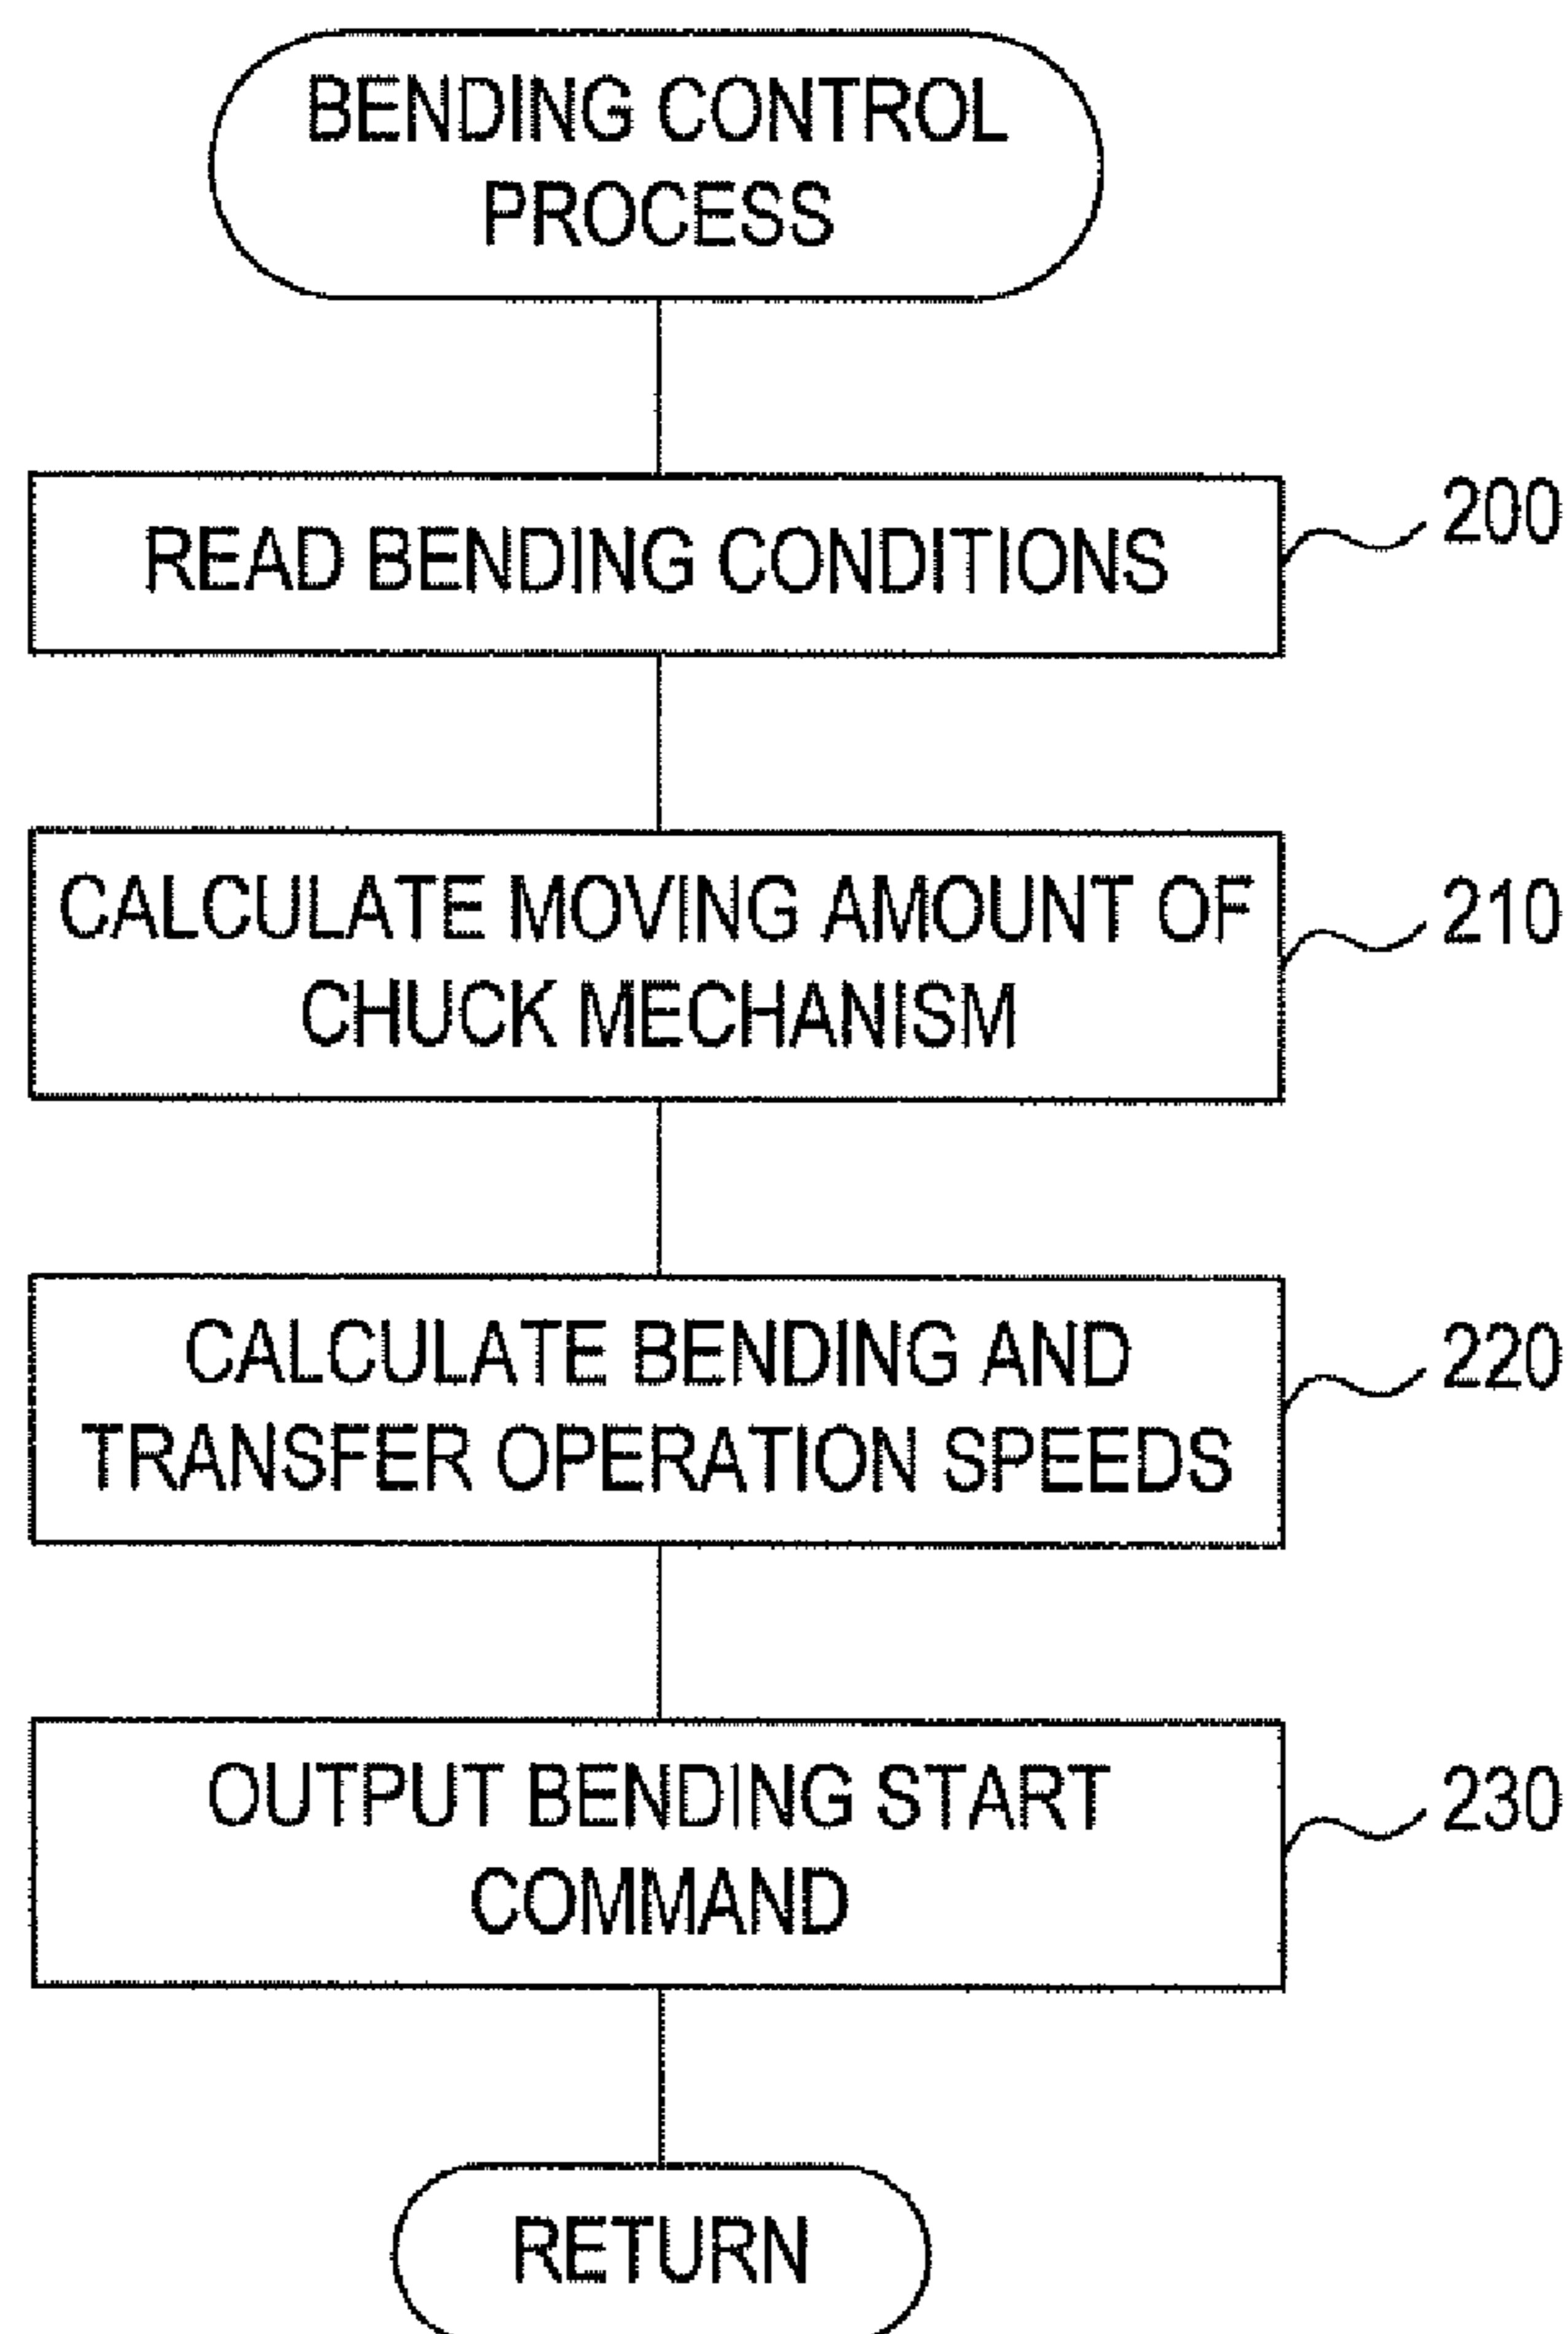 BENDING CONTROL
PROCESS
READ BENDING CONDITIONS
200
CALCULATE MOVING AMOUNT OF
CHUCK MECHANISM
210
CALCULATE BENDING AND
TRANSFER OPERATION SPEEDS
220
OUTPUT BENDING START
COMMAND
230
RETURN